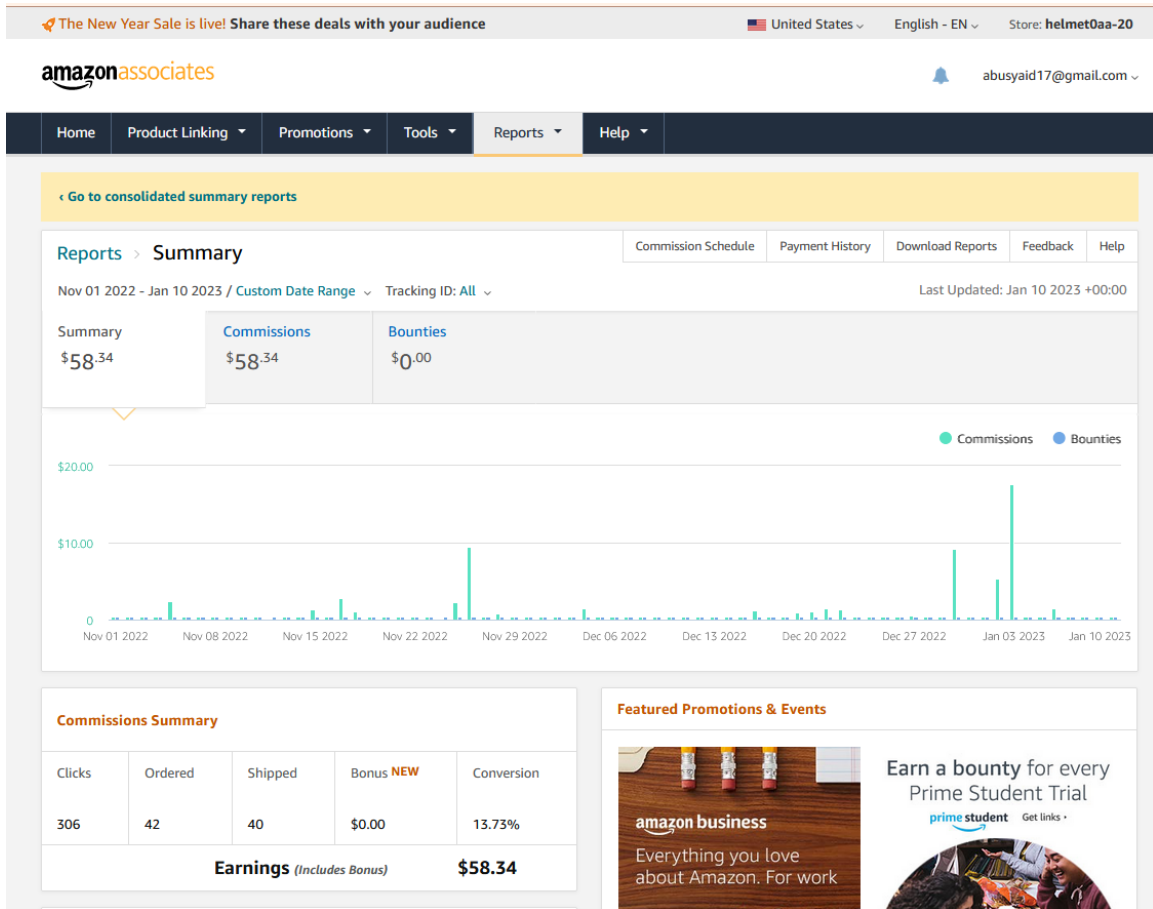 The New Year Sale is live! Share these deals with your audience United States English - EN Store: helmet0aa-20
amazonassociates abusyaid17@gmail.com
Home Product Linking Promotions Tools Reports Help
‹ Go to consolidated summary reports
Reports › Summary Commission Schedule Payment History Download Reports Feedback Help
Nov 01 2022 - Jan 10 2023 / Custom Date Range Tracking ID: All Last Updated: Jan 10 2023 +00:00
Summary Commissions Bounties
$58.34 $58.34 $0.00
Commissions Bounties
$20.00
$10.00
0
Nov 01 2022 Nov 08 2022 Nov 15 2022 Nov 22 2022 Nov 29 2022 Dec 06 2022 Dec 13 2022 Dec 20 2022 Dec 27 2022 Jan 03 2023 Jan 10 2023
Commissions Summary
Clicks Ordered Shipped Bonus NEW Conversion
306 42 40 $0.00 13.73%
Earnings (Includes Bonus) $58.34
Featured Promotions & Events
amazon business
Everything you love
about Amazon. For work
Earn a bounty for every
Prime Student Trial
prime student Get links ›